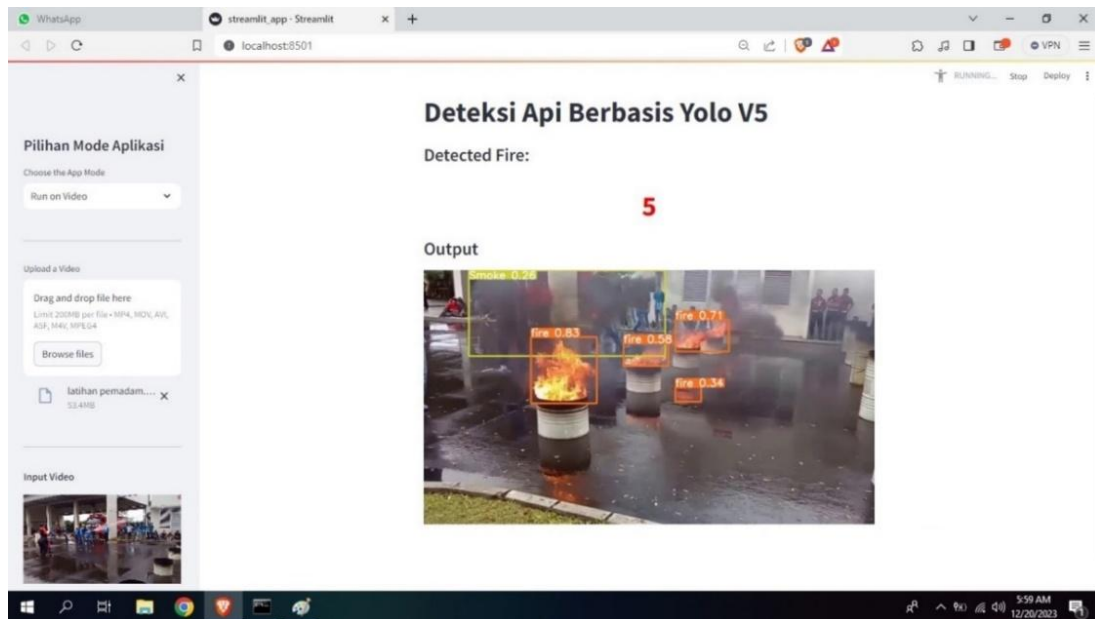 WhatsApp
streamlit_app - Streamlit
localhost:8501
VPN
RUNNING...
Stop
Deploy
Pilihan Mode Aplikasi
Choose the App Mode
Run on Video
Upload a Video
Drag and drop file here
Limit 200MB per file • MP4, MOV, AVI,
ASF, M4V, MPEG4
Browse files
latihan pemadam....
53.4MB
Input Video
Deteksi Api Berbasis Yolo V5
Detected Fire:
5
Output
Smoke 0.26
fire 0.71
fire 0.83
fire 0.58
fire 0.34
5:59 AM
12/20/2023